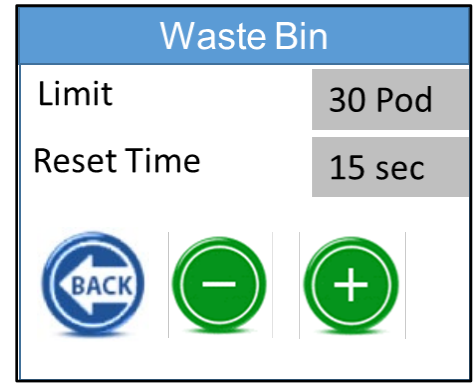 Waste Bin
Limit 30 Pod
Reset Time 15 sec
BACK − +